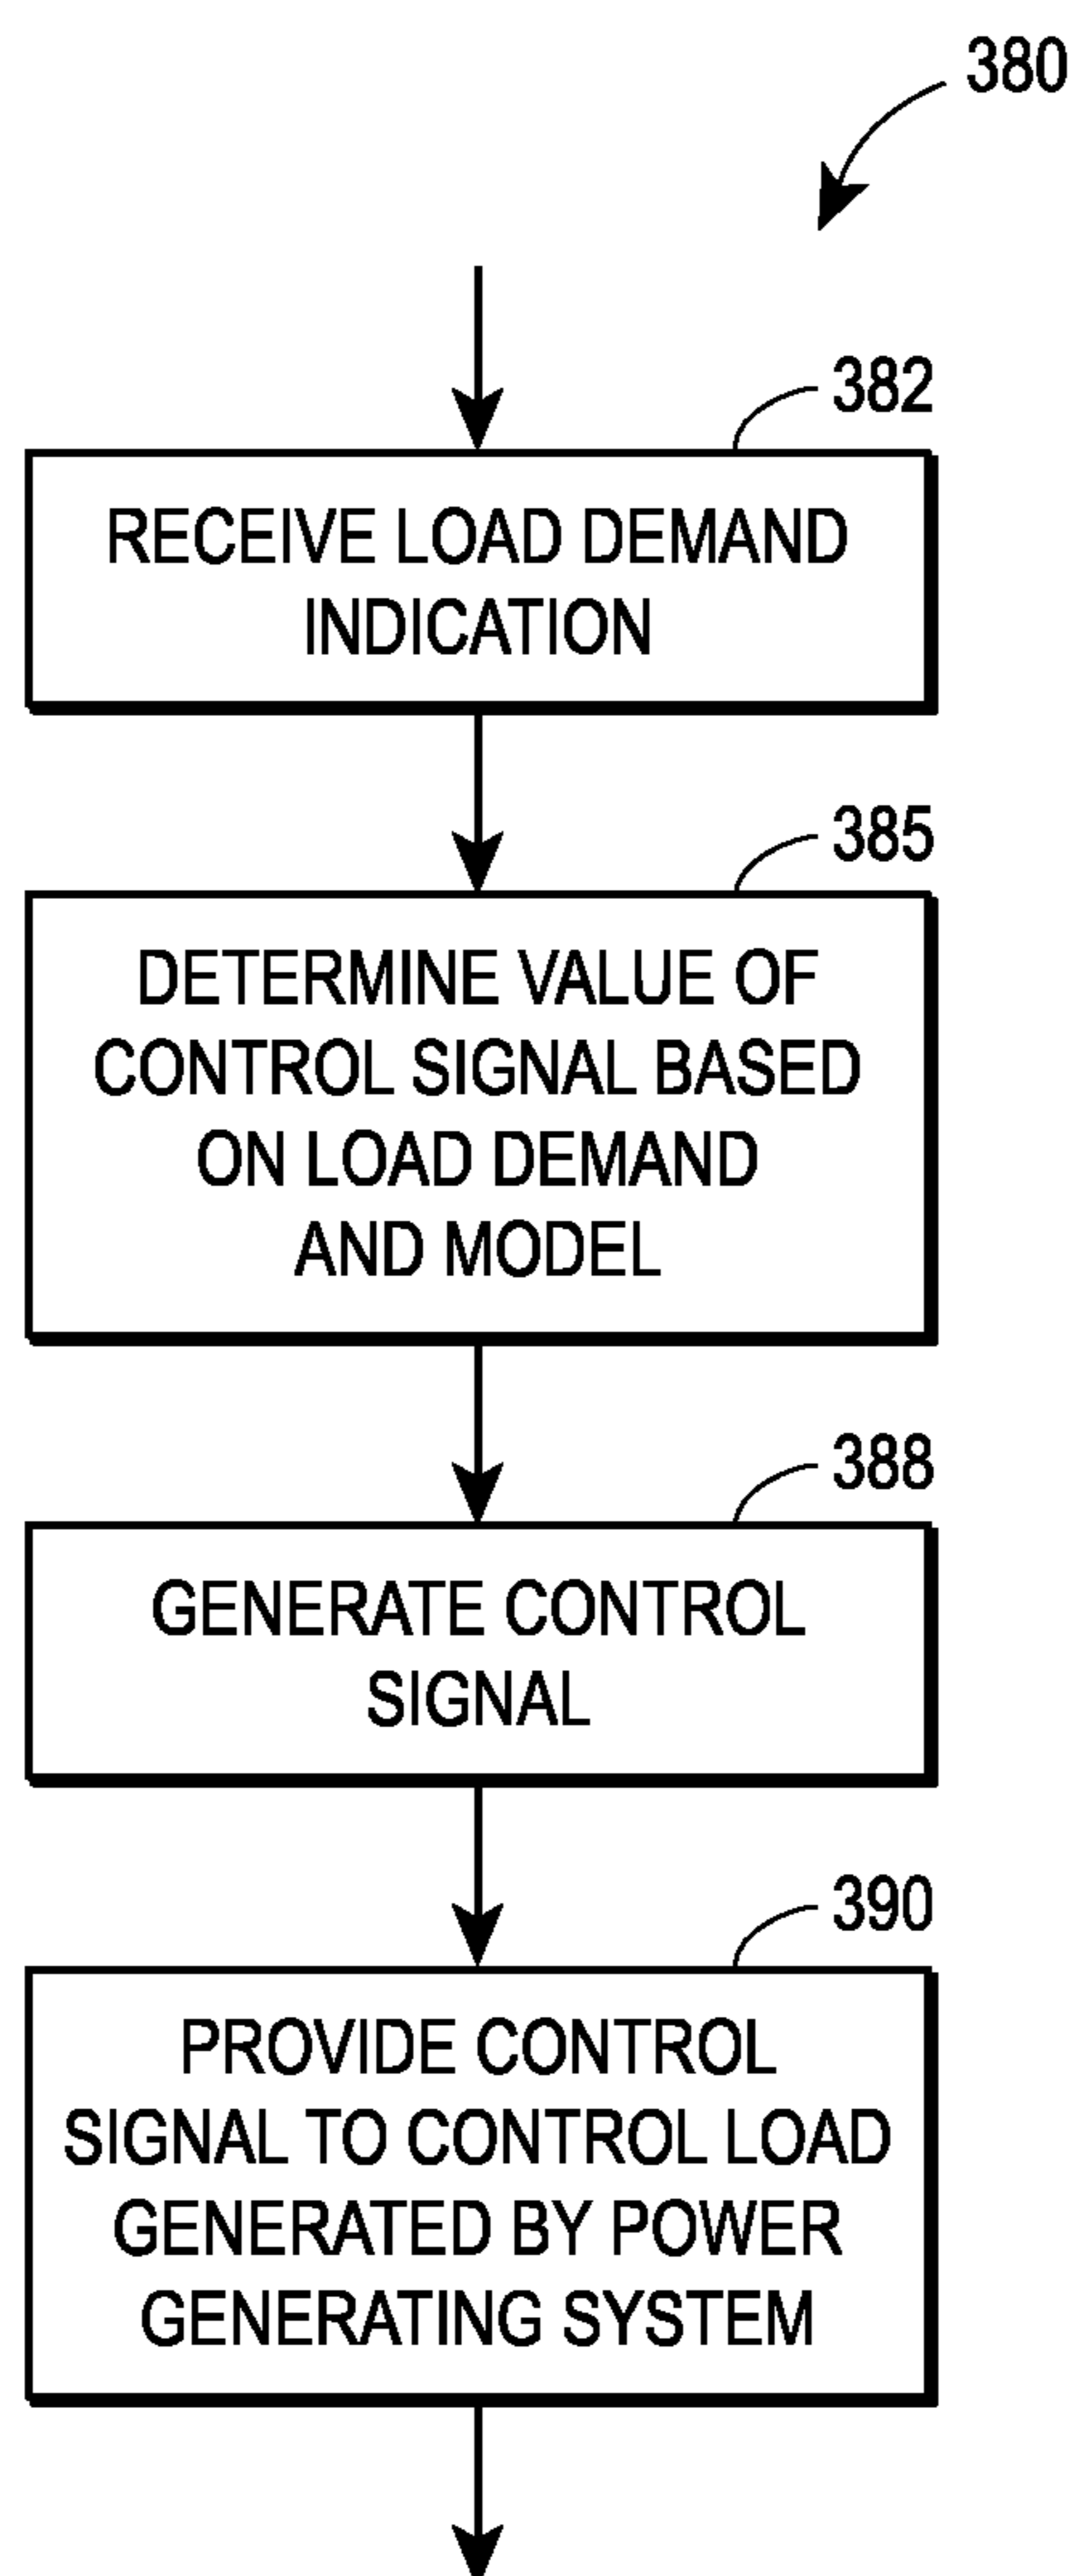 380
382
RECEIVE LOAD DEMAND
INDICATION
385
DETERMINE VALUE OF
CONTROL SIGNAL BASED
ON LOAD DEMAND
AND MODEL
388
GENERATE CONTROL
SIGNAL
390
PROVIDE CONTROL
SIGNAL TO CONTROL LOAD
GENERATED BY POWER
GENERATING SYSTEM